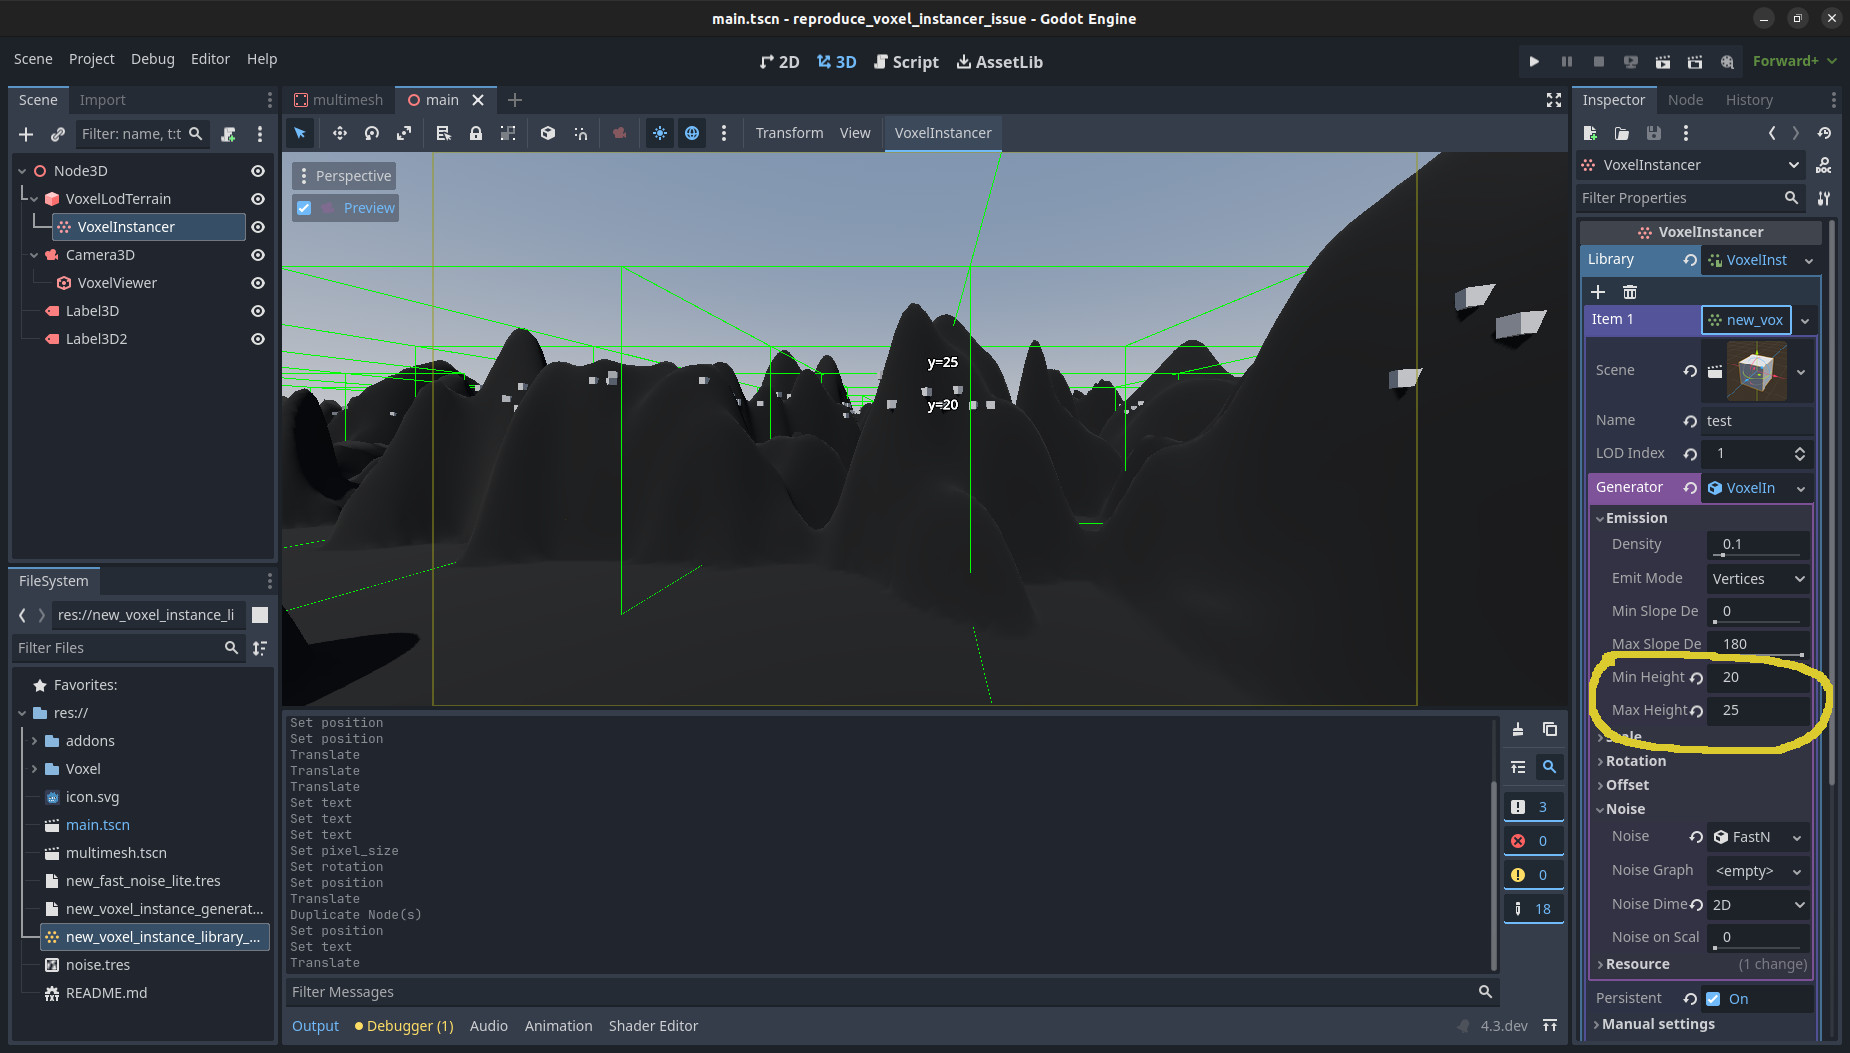 main.tscn - reproduce_voxel_instancer_issue - Godot Engine
Scene Project Debug Editor Help
2D 3D Script AssetLib
Forward+
Scene Import
Filter: name, t:t
Node3D
VoxelLodTerrain
VoxelInstancer
Camera3D
VoxelViewer
Label3D
Label3D2
FileSystem
res://new_voxel_instance_li
Filter Files
Favorites:
res://
addons
Voxel
icon.svg
main.tscn
multimesh.tscn
new_fast_noise_lite.tres
new_voxel_instance_generat...
new_voxel_instance_library_...
noise.tres
README.md
multimesh main
Transform View VoxelInstancer
Perspective
Preview
y=25
y=20
Set position
Set position
Translate
Translate
Translate
Set text
Set text
Set text
Set pixel_size
Set rotation
Set position
Translate
Duplicate Node(s)
Set position
Set text
Translate
3
0
0
18
Filter Messages
Output Debugger (1) Audio Animation Shader Editor
4.3.dev
Inspector Node History
VoxelInstancer
DOC
Filter Properties
VoxelInstancer
Library VoxelInst
Item 1 new_vox
Scene
Name test
LOD Index 1
Generator VoxelIn
Emission
Density 0.1
Emit Mode Vertices
Min Slope De 0
Max Slope De 180
Min Height 20
Max Height 25
Scale
Rotation
Offset
Noise
Noise FastN
Noise Graph <empty>
Noise Dime 2D
Noise on Scal 0
Resource (1 change)
Persistent On
Manual settings